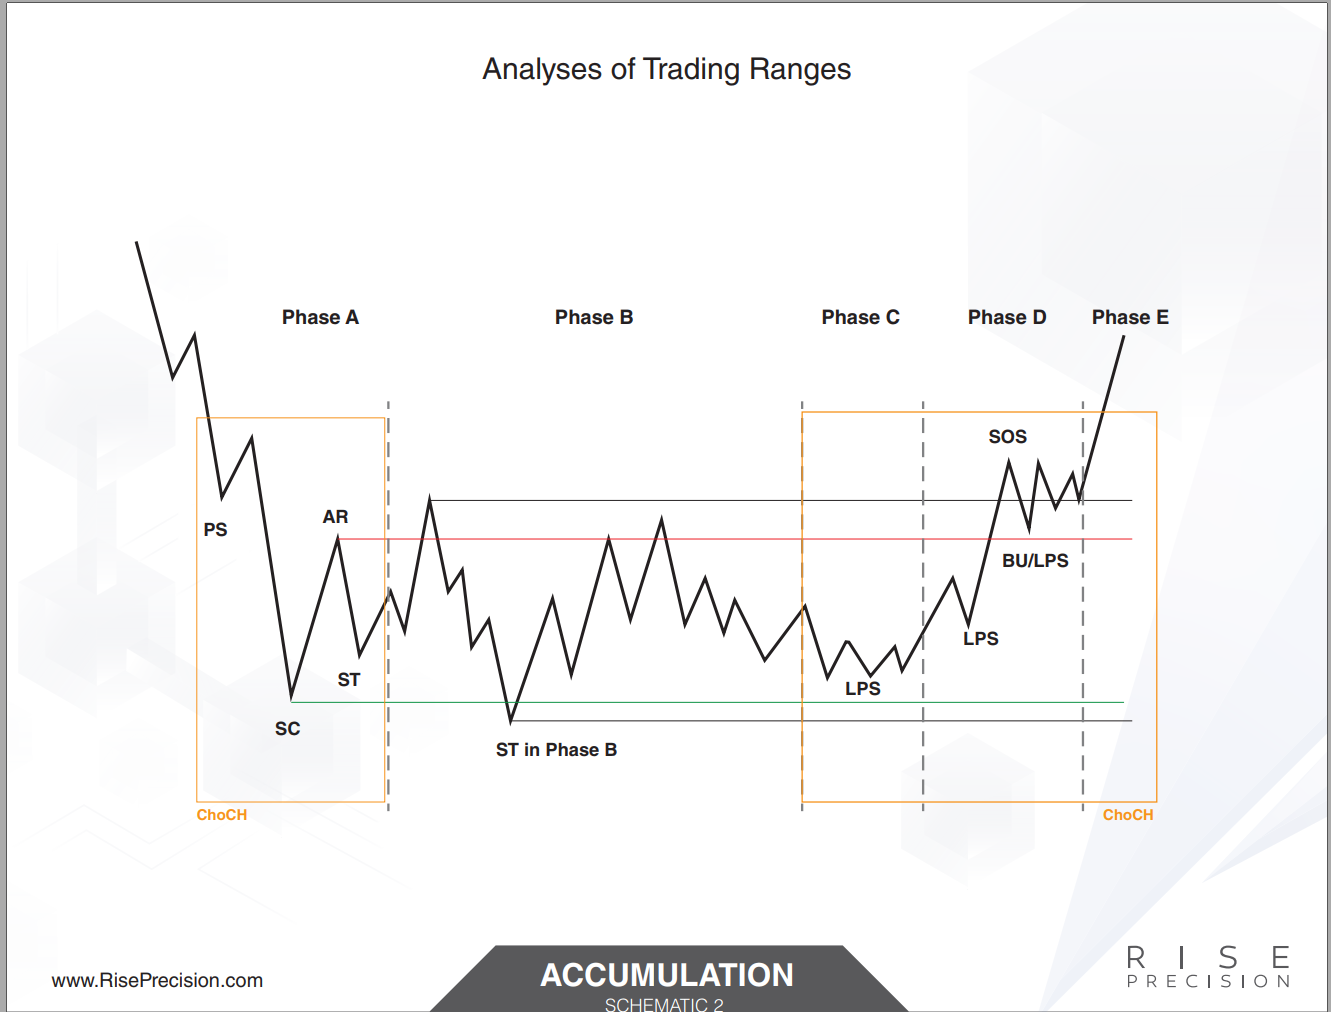 Analyses of Trading Ranges
Phase A
Phase B
Phase C
Phase D
Phase E
SOS
PS
AR
BU/LPS
LPS
ST
LPS
SC
ST in Phase B
ChoCH
ChoCH
www.RisePrecision.com
ACCUMULATION
SCHEMATIC 2
RISE
PRECISION